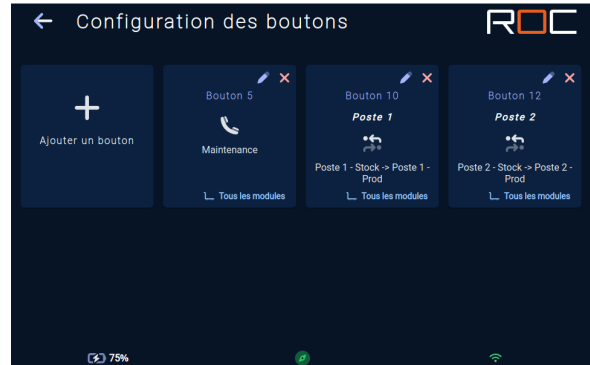 Configuration des boutons
ROC
Ajouter un bouton
Bouton 5
Maintenance
Tous les modules
Bouton 10
Poste 1
Poste 1 - Stock -> Poste 1 -
Prod
Tous les modules
Bouton 12
Poste 2
Poste 2 - Stock -> Poste 2 -
Prod
Tous les modules
75%